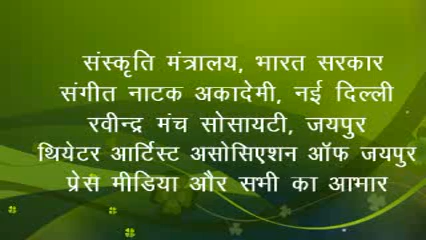 संस्कृति मंत्रालय, भारत सरकार
संगीत नाटक अकादेमी, नई दिल्ली
रवीन्द्र मंच सोसायटी, जयपुर
थियेटर आर्टिस्ट असोसिएशन ऑफ जयपुर
प्रेस मीडिया और सभी का आभार